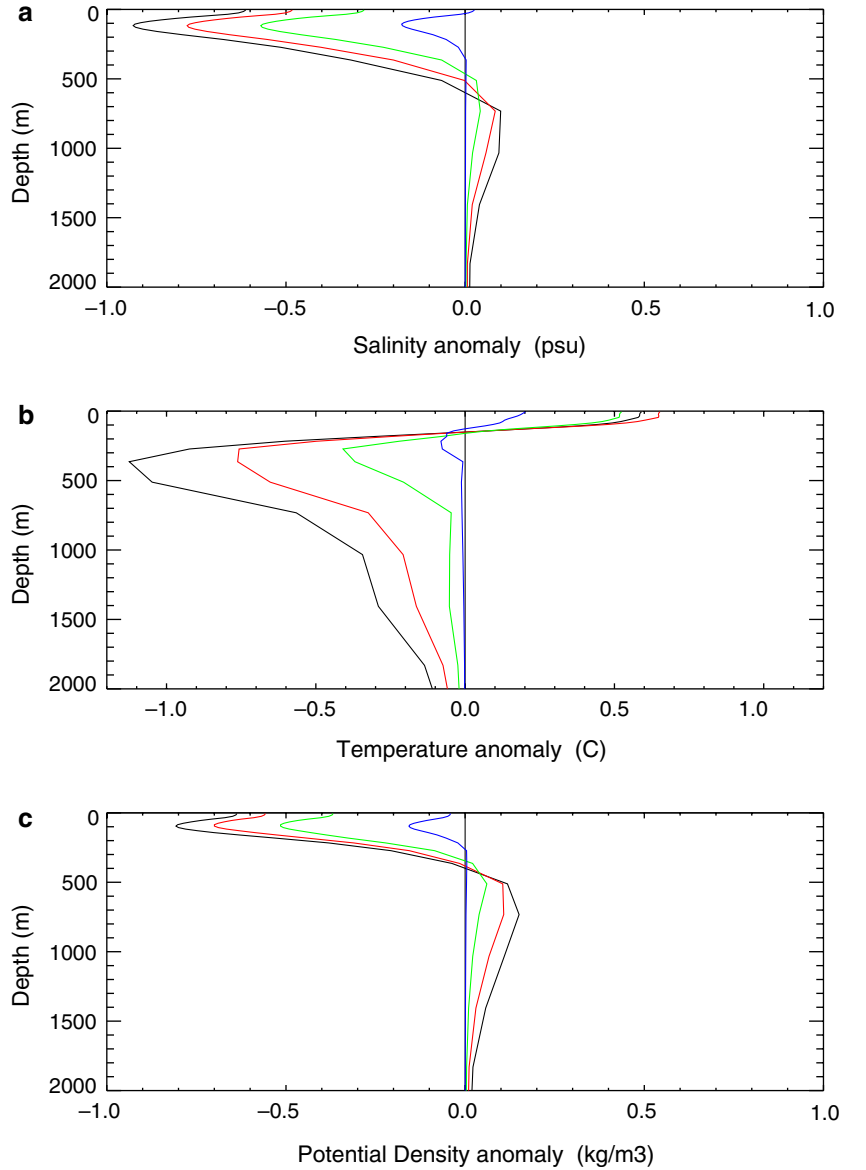 a
0
500
1000
1500
2000
Depth (m)
−1.0 −0.5 0.0 0.5 1.0
Salinity anomaly (psu)
b
0
500
1000
1500
2000
Depth (m)
−1.0 −0.5 0.0 0.5 1.0
Temperature anomaly (C)
c
0
500
1000
1500
2000
Depth (m)
−1.0 −0.5 0.0 0.5 1.0
Potential Density anomaly (kg/m3)